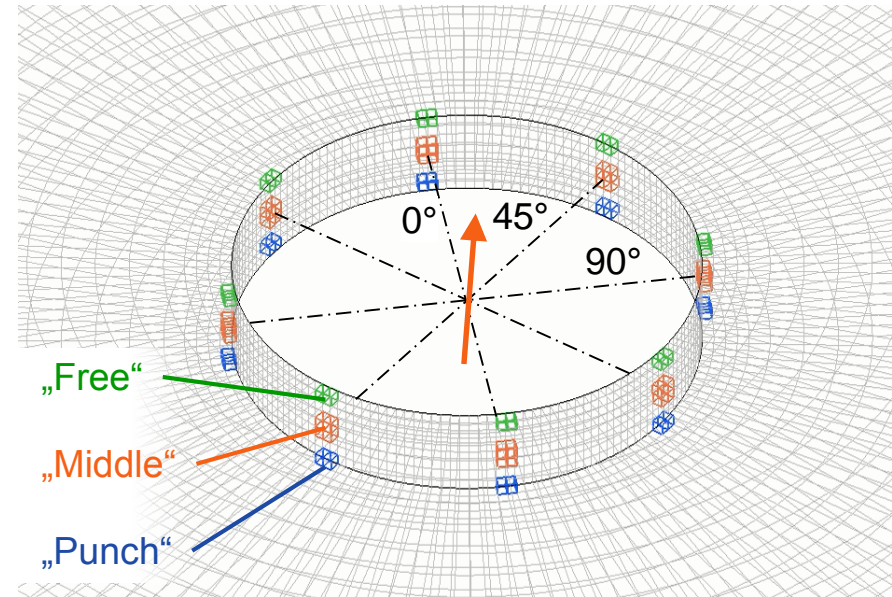 0°
45°
90°
„Free“
„Middle“
„Punch“